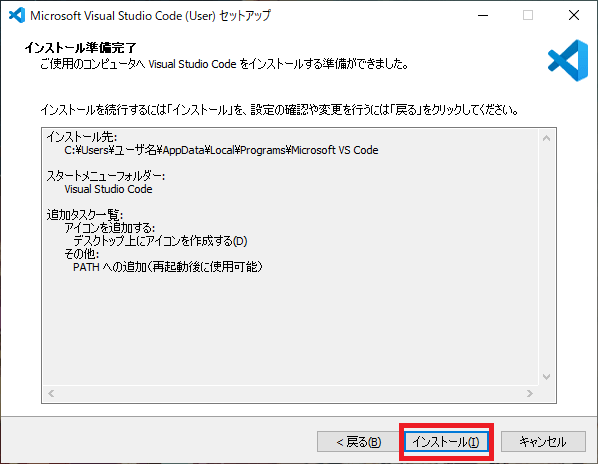 Microsoft Visual Studio Code (User) セットアップ
インストール準備完了
ご使用のコンピュータへ Visual Studio Code をインストールする準備ができました。
インストールを続行するには「インストール」を、設定の確認や変更を行うには「戻る」をクリックしてください。
インストール先:
C:¥Users¥ユーザ名¥AppData¥Local¥Programs¥Microsoft VS Code
スタートメニューフォルダー:
Visual Studio Code
追加タスク一覧:
アイコンを追加する:
デスクトップ上にアイコンを作成する(D)
その他:
PATH への追加（再起動後に使用可能）
< 戻る(B)
インストール(I)
キャンセル